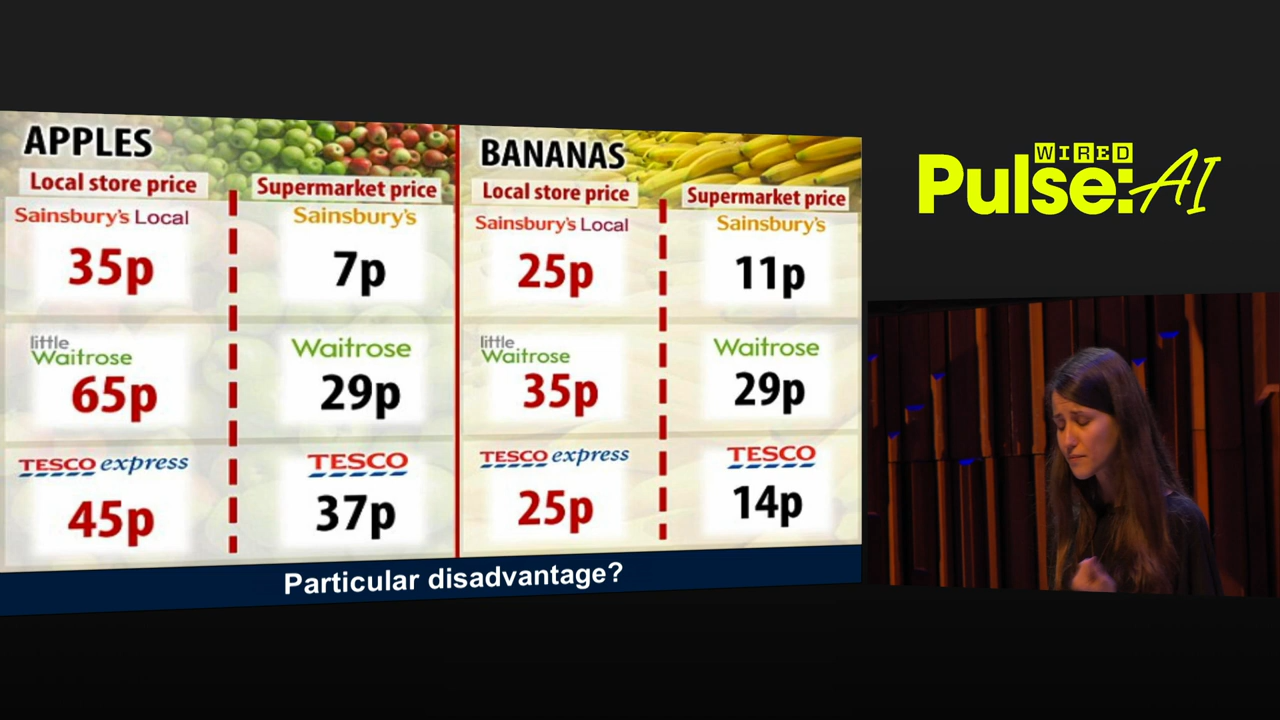 APPLES
Local store price
Supermarket price
Sainsbury's Local
Sainsbury's
35p
7p
little
Waitrose
Waitrose
65p
29p
TESCO express
TESCO
45p
37p
BANANAS
Local store price
Supermarket price
Sainsbury's Local
Sainsbury's
25p
11p
little
Waitrose
Waitrose
35p
29p
TESCO express
TESCO
25p
14p
Particular disadvantage?
WIRED
Pulse:AI